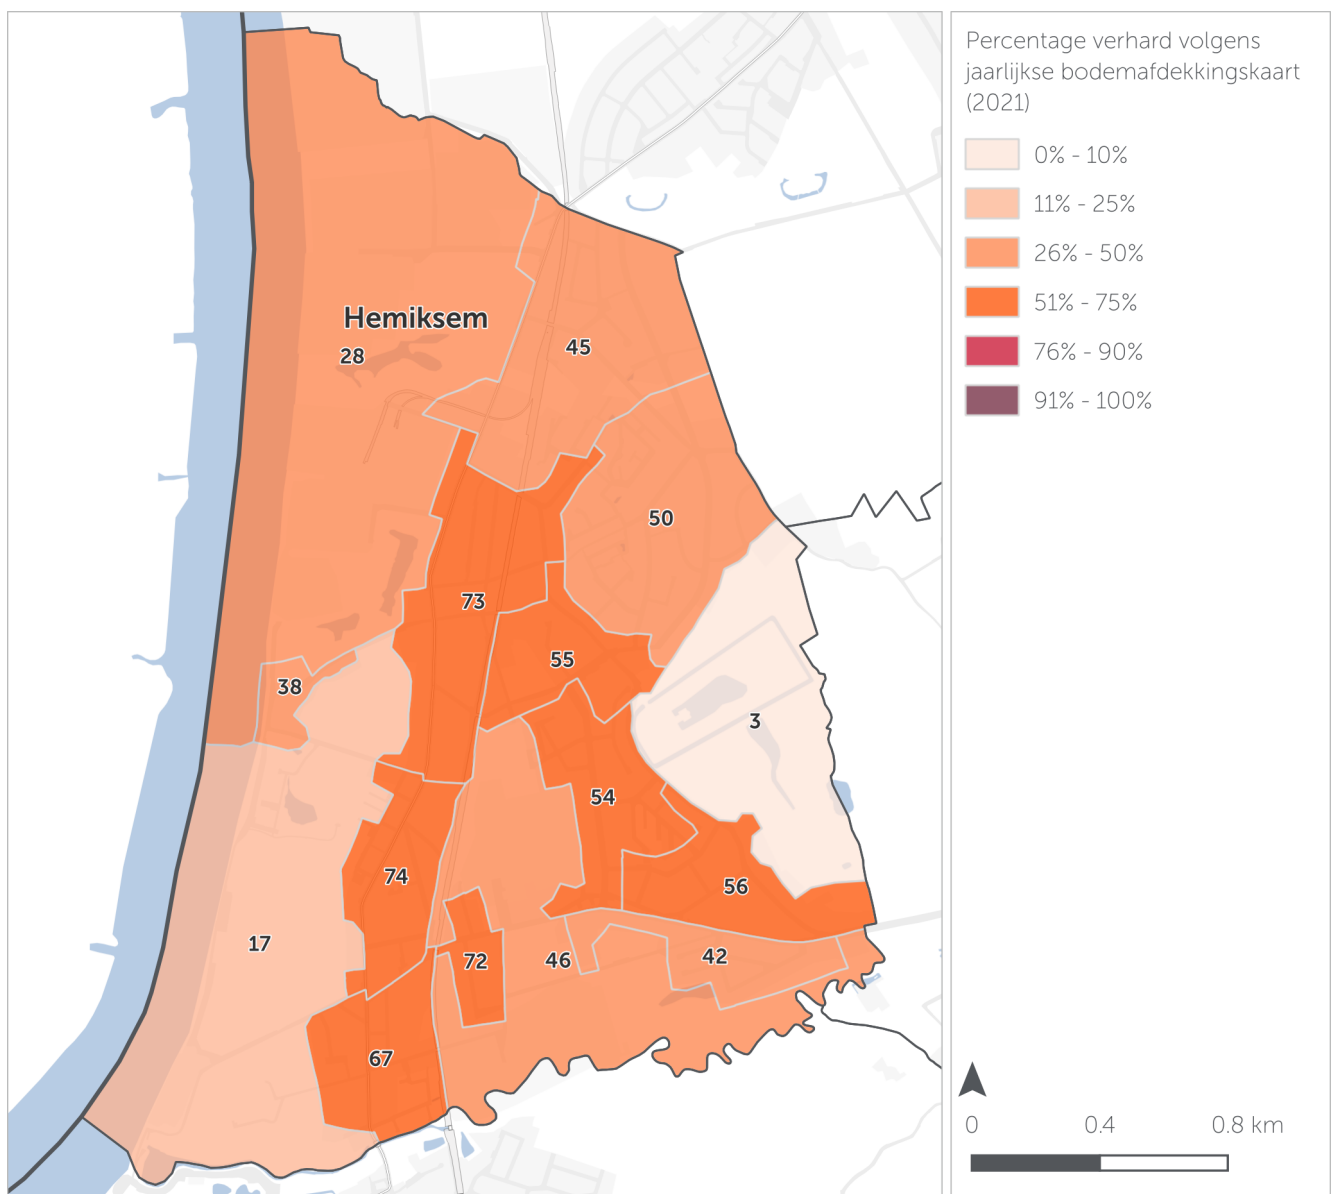 Percentage verhard volgens
jaarlijkse bodemafdekkingskaart
(2021)
0% - 10%
11% - 25%
26% - 50%
51% - 75%
76% - 90%
91% - 100%
Hemiksem
28
45
50
73
55
38
3
54
74
56
17
72
46
42
67
0 0.4 0.8 km